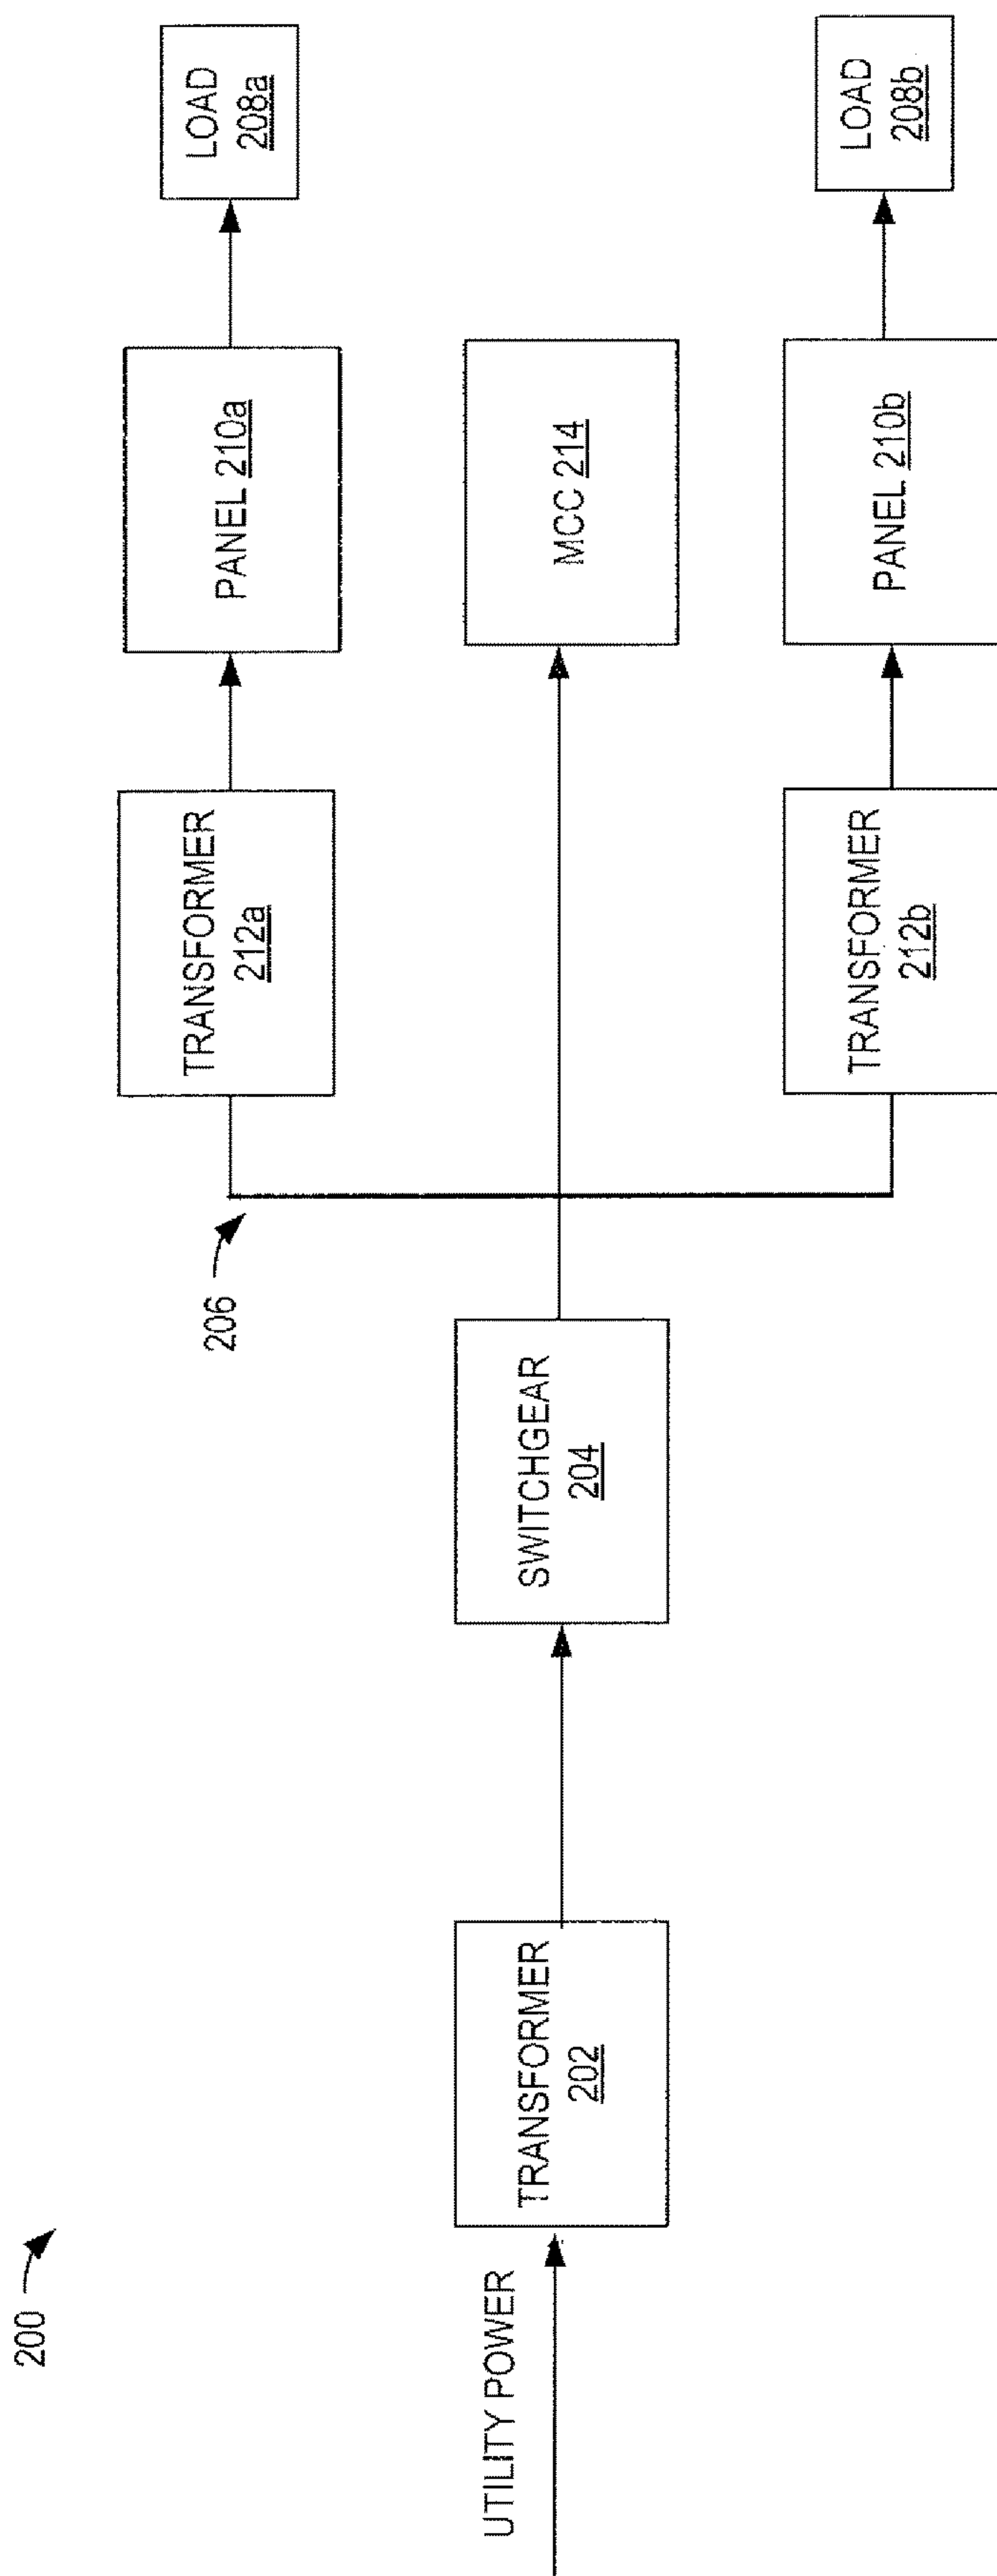 200
UTILITY POWER
TRANSFORMER
202
SWITCHGEAR
204
206
TRANSFORMER
212a
PANEL 210a
LOAD
208a
MCC 214
TRANSFORMER
212b
PANEL 210b
LOAD
208b